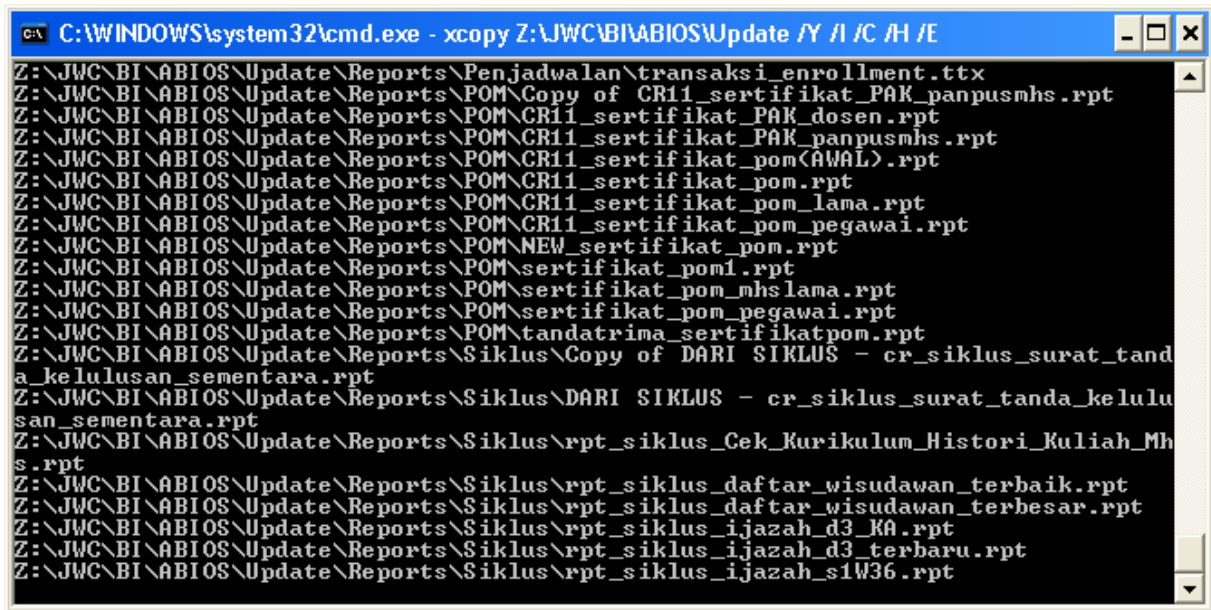 C:\WINDOWS\system32\cmd.exe - xcopy Z:\JWC\BI\ABIOS\Update /Y /I /C /H /E
Z:\JWC\BI\ABIOS\Update\Reports\Penjadwalan\transaksi_enrollment.ttx
Z:\JWC\BI\ABIOS\Update\Reports\POM\Copy of CR11_sertifikat_PAK_panpusmhs.rpt
Z:\JWC\BI\ABIOS\Update\Reports\POM\CR11_sertifikat_PAK_dosen.rpt
Z:\JWC\BI\ABIOS\Update\Reports\POM\CR11_sertifikat_PAK_panpusmhs.rpt
Z:\JWC\BI\ABIOS\Update\Reports\POM\CR11_sertifikat_pom(AWAL).rpt
Z:\JWC\BI\ABIOS\Update\Reports\POM\CR11_sertifikat_pom.rpt
Z:\JWC\BI\ABIOS\Update\Reports\POM\CR11_sertifikat_pom_lama.rpt
Z:\JWC\BI\ABIOS\Update\Reports\POM\CR11_sertifikat_pom_pegawai.rpt
Z:\JWC\BI\ABIOS\Update\Reports\POM\NEW_sertifikat_pom.rpt
Z:\JWC\BI\ABIOS\Update\Reports\POM\sertifikat_pom1.rpt
Z:\JWC\BI\ABIOS\Update\Reports\POM\sertifikat_pom_mhslama.rpt
Z:\JWC\BI\ABIOS\Update\Reports\POM\sertifikat_pom_pegawai.rpt
Z:\JWC\BI\ABIOS\Update\Reports\POM\tandatrima_sertifikatpom.rpt
Z:\JWC\BI\ABIOS\Update\Reports\Siklus\Copy of DARI SIKLUS - cr_siklus_surat_tand
a_kelulusan_sementara.rpt
Z:\JWC\BI\ABIOS\Update\Reports\Siklus\DARI SIKLUS - cr_siklus_surat_tanda_kelulu
san_sementara.rpt
Z:\JWC\BI\ABIOS\Update\Reports\Siklus\rpt_siklus_Cek_Kurikulum_Histori_Kuliah_Mh
s.rpt
Z:\JWC\BI\ABIOS\Update\Reports\Siklus\rpt_siklus_daftar_wisudawan_terbaik.rpt
Z:\JWC\BI\ABIOS\Update\Reports\Siklus\rpt_siklus_daftar_wisudawan_terbesar.rpt
Z:\JWC\BI\ABIOS\Update\Reports\Siklus\rpt_siklus_ijazah_d3_KA.rpt
Z:\JWC\BI\ABIOS\Update\Reports\Siklus\rpt_siklus_ijazah_d3_terbaru.rpt
Z:\JWC\BI\ABIOS\Update\Reports\Siklus\rpt_siklus_ijazah_s1W36.rpt